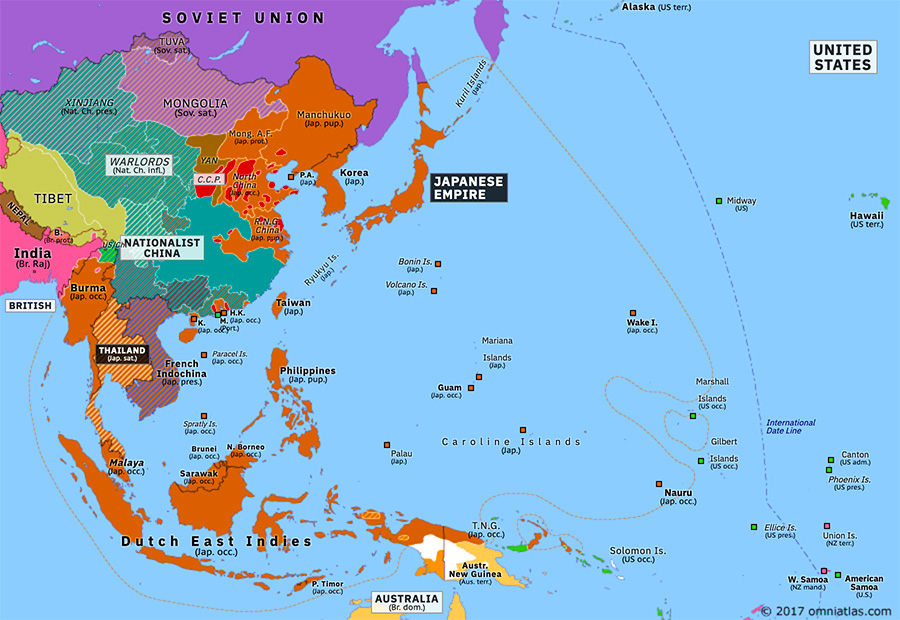 SOVIET UNION
Alaska (US terr.)
UNITED
STATES
TUVA
(Sov. sat.)
XINJIANG
(Nat. Ch. pres.)
MONGOLIA
(Sov. sat.)
Kuril Islands
(Jap.)
Manchukuo
(Jap. pup.)
Mong. A.F.
(Jap. prot.)
WARLORDS
(Nat. Ch. Infl.)
YAN
C.C.P.
North
China
(Jap. occ.)
P.A.
(Jap.)
Korea
(Jap.)
JAPANESE
EMPIRE
TIBET
NEPAL
B.
(Br. prot.)
R.N.G.
China
(Jap. pup.)
Midway
(US)
Hawaii
(US terr.)
NATIONALIST
CHINA
India
(Br. Raj)
Ryukyu Is.
(Jap.)
Bonin Is.
(Jap.)
Volcano Is.
(Jap.)
Burma
(Jap. occ.)
BRITISH
Taiwan
(Jap.)
H.K.
(Jap. occ.)
M.
(Port.)
K.
(Jap. occ.)
Wake I.
(Jap. occ.)
THAILAND
(Jap. sat.)
Paracel Is.
(Jap. occ.)
French
Indochina
(Jap. pres.)
Philippines
(Jap. pup.)
Mariana
Islands
(Jap.)
Guam
(Jap. occ.)
Marshall
Islands
(US occ.)
Spratly Is.
(Jap. occ.)
International
Date Line
Caroline Islands
(Jap.)
Palau
(Jap.)
Gilbert
Islands
(US occ.)
Brunei
(Jap. occ.)
N. Borneo
(Jap. occ.)
Malaya
(Jap. occ.)
Sarawak
(Jap. occ.)
Canton
(US adm.)
Phoenix Is.
(US pres.)
Nauru
(Jap. occ.)
Dutch East Indies
(Jap. occ.)
T.N.G.
(Jap. occ.)
Ellice Is.
(US pres.)
Union Is.
(NZ terr.)
Solomon Is.
(US occ.)
Austr.
New Guinea
(Aus. terr.)
P. Timor
(Jap. occ.)
W. Samoa
(NZ mand.)
American
Samoa
(U.S.)
AUSTRALIA
(Br. dom.)
© 2017 omniatlas.com